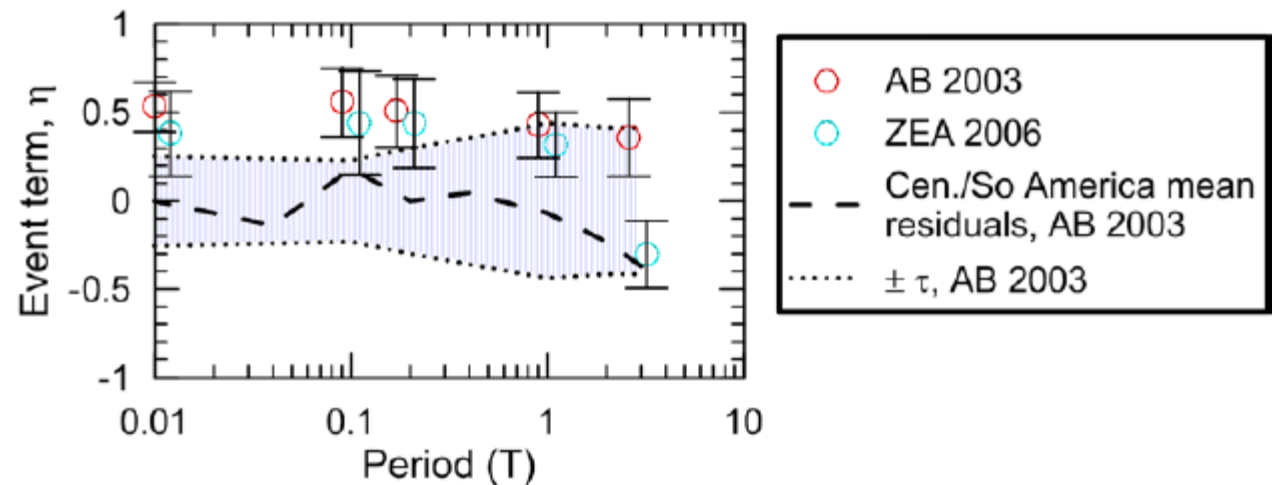 1
0.5
0
-0.5
-1
Event term, η
0.01
0.1
1
10
Period (T)
AB 2003
ZEA 2006
Cen./So America mean
residuals, AB 2003
± τ, AB 2003